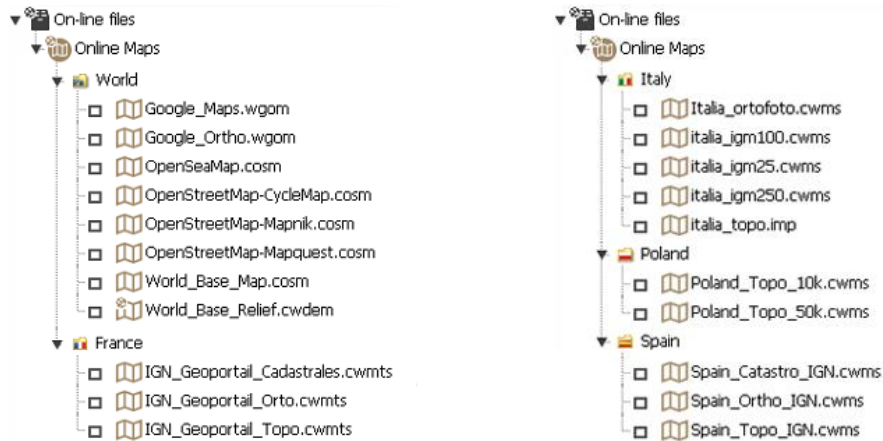 On-line files
Online Maps
World
Google_Maps.wgom
Google_Ortho.wgom
OpenSeaMap.cosm
OpenStreetMap-CycleMap.cosm
OpenStreetMap-Mapnik.cosm
OpenStreetMap-Mapquest.cosm
World_Base_Map.cosm
World_Base_Relief.cwdem
France
IGN_Geoportail_Cadastrales.cwmts
IGN_Geoportail_Orto.cwmts
IGN_Geoportail_Topo.cwmts
On-line files
Online Maps
Italy
Italia_ortofoto.cwms
italia_igm100.cwms
italia_igm25.cwms
italia_igm250.cwms
italia_topo.imp
Poland
Poland_Topo_10k.cwms
Poland_Topo_50k.cwms
Spain
Spain_Catastro_IGN.cwms
Spain_Ortho_IGN.cwms
Spain_Topo_IGN.cwms